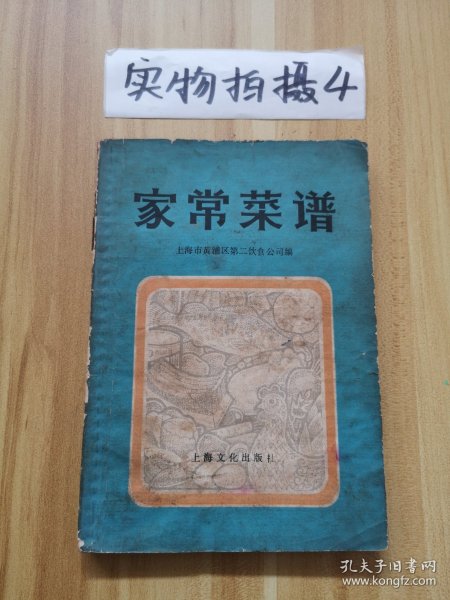 实物拍摄4
家常菜谱
上海市黄浦区第二饮食公司编
上海文化出版社
孔夫子旧书网
www.kongfz.com